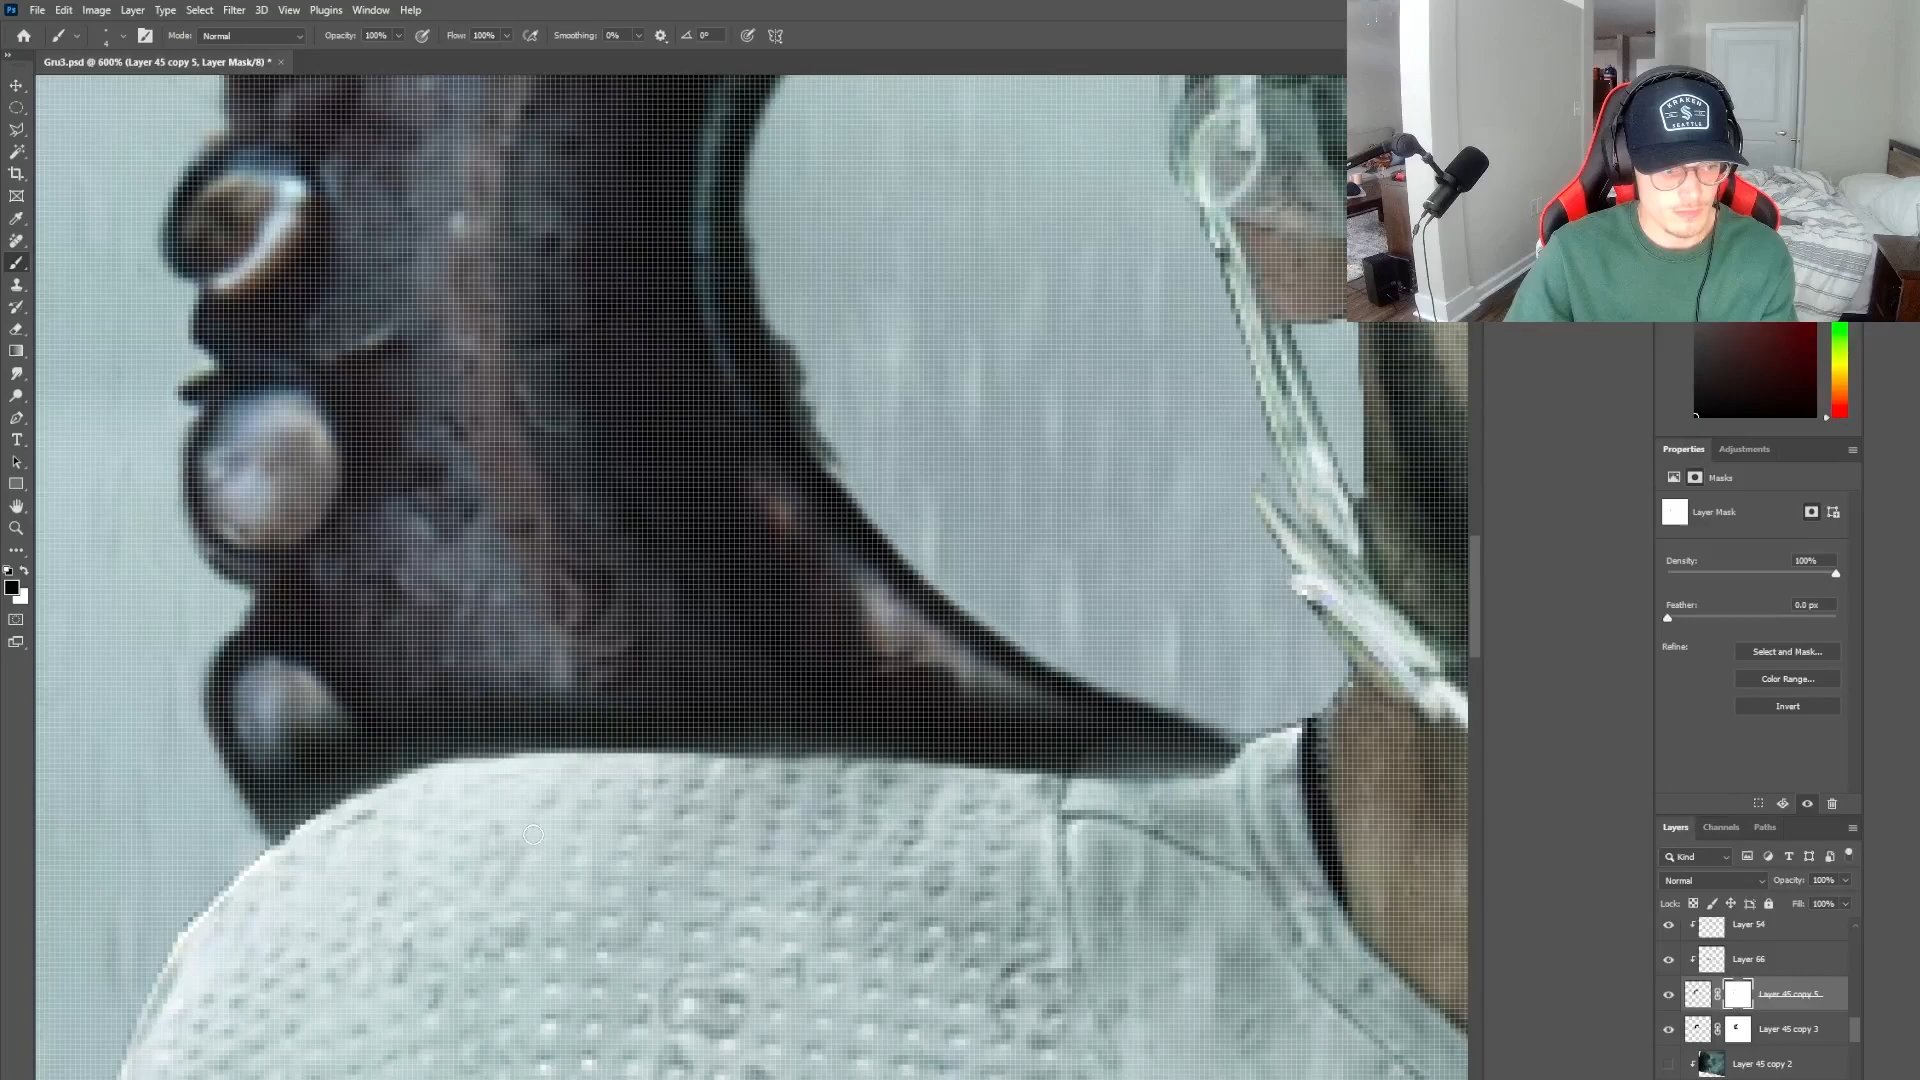 Ps File Edit Image Layer Type Select Filter 3D View Plugins Window Help
4 Mode: Normal Opacity: 100% Flow: 100% Smoothing: 0% 0°
Gru3.psd @ 600% (Layer 45 copy 5, Layer Mask/8) * ×
KRAKEN
SEATTLE
Properties Adjustments
Masks
Layer Mask
Density: 100%
Feather: 0.0 px
Refine: Select and Mask...
Color Range...
Invert
Layers Channels Paths
Kind
Normal Opacity: 100%
Lock: Fill: 100%
Layer 54
Layer 66
Layer 45 copy 5
Layer 45 copy 3
Layer 45 copy 2